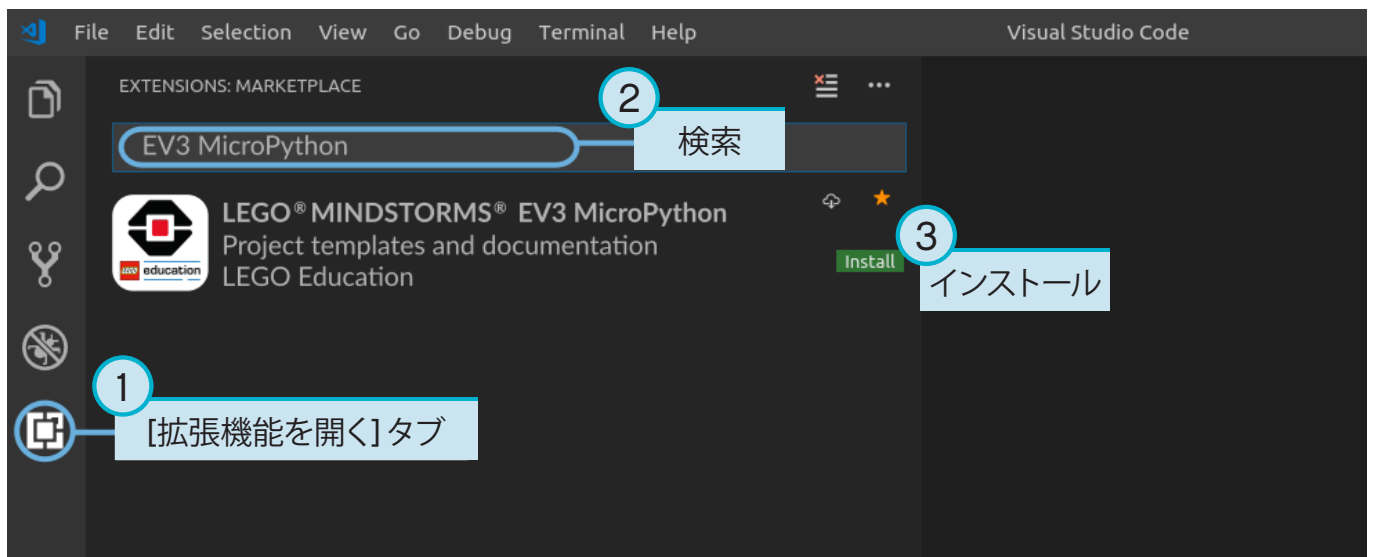 File Edit Selection View Go Debug Terminal Help
Visual Studio Code
EXTENSIONS: MARKETPLACE
2
検索
EV3 MicroPython
LEGO® MINDSTORMS® EV3 MicroPython
Project templates and documentation
LEGO Education
LEGO education
Install
3
インストール
1
[拡張機能を開く] タブ